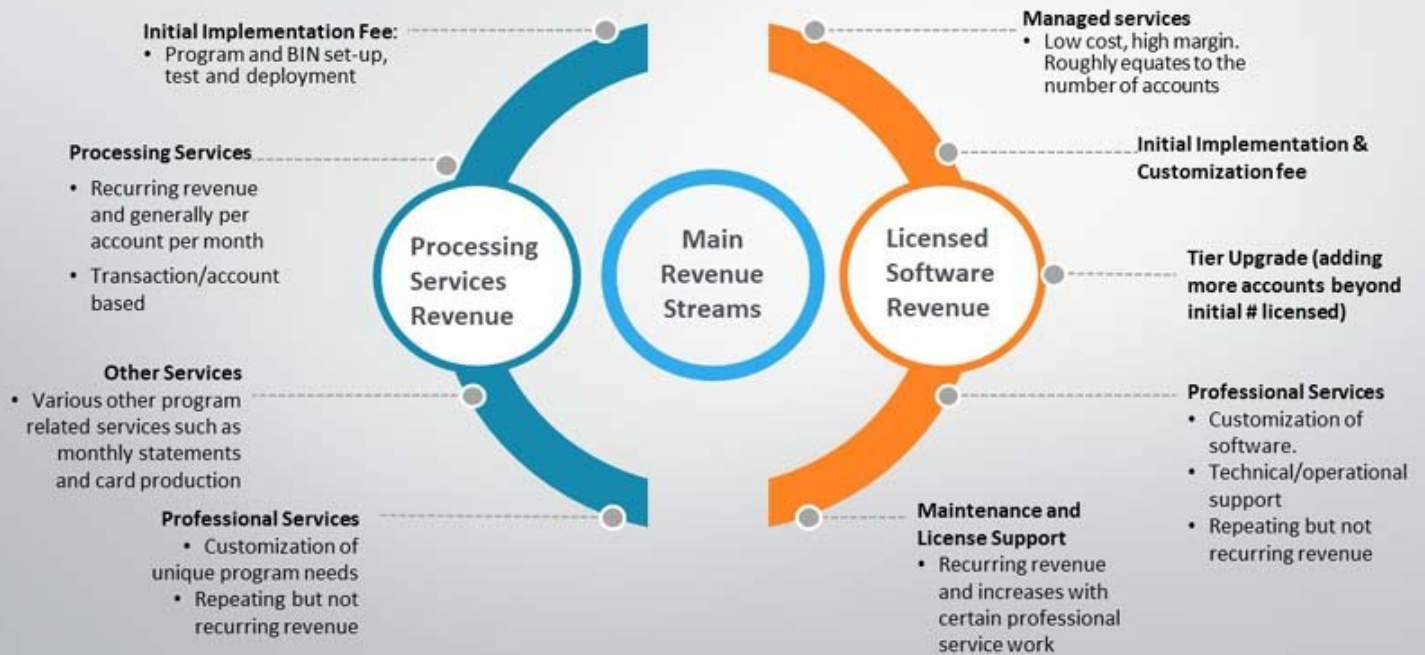 Initial Implementation Fee:
• Program and BIN set-up,
test and deployment
Processing Services
• Recurring revenue
and generally per
account per month
• Transaction/account
based
Other Services
• Various other program
related services such as
monthly statements
and card production
Professional Services
• Customization of
unique program needs
• Repeating but not
recurring revenue
Processing
Services
Revenue
Main
Revenue
Streams
Licensed
Software
Revenue
Managed services
• Low cost, high margin.
Roughly equates to the
number of accounts
Initial Implementation &
Customization fee
Tier Upgrade (adding
more accounts beyond
initial # licensed)
Professional Services
• Customization of
software.
• Technical/operational
support
• Repeating but not
recurring revenue
Maintenance and
License Support
• Recurring revenue
and increases with
certain professional
service work